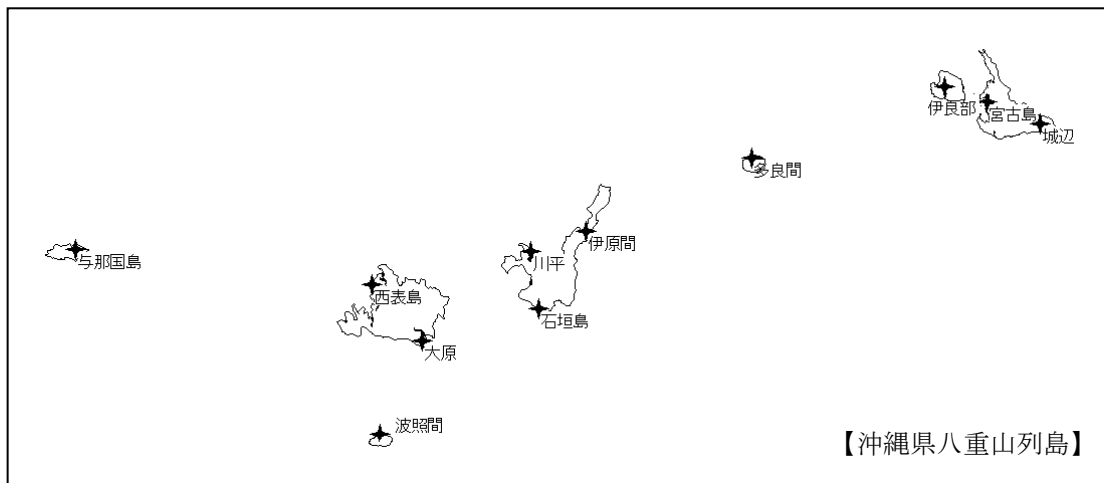 伊良部
宮古島
城辺
多良間
伊原間
川平
与那国島
西表島
石垣島
大原
波照間
【沖縄県八重山列島】